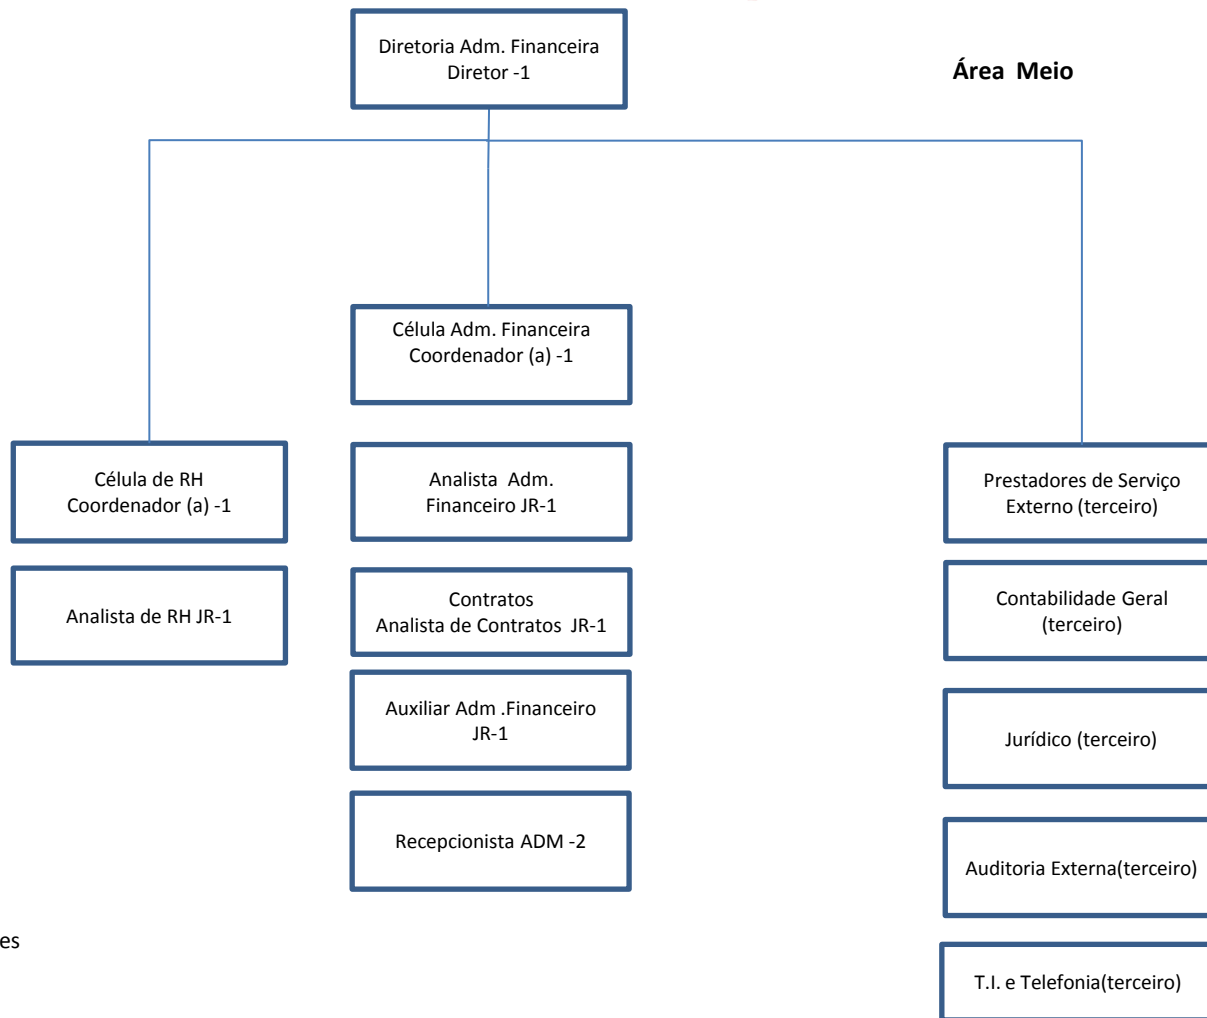 Diretoria Adm. Financeira
Diretor -1
Área Meio
Célula Adm. Financeira
Coordenador (a) -1
Célula de RH
Coordenador (a) -1
Analista Adm.
Financeiro JR-1
Prestadores de Serviço
Externo (terceiro)
Analista de RH JR-1
Contratos
Analista de Contratos JR-1
Contabilidade Geral
(terceiro)
Auxiliar Adm .Financeiro
JR-1
Jurídico (terceiro)
Recepcionista ADM -2
Auditoria Externa(terceiro)
es
T.I. e Telefonia(terceiro)